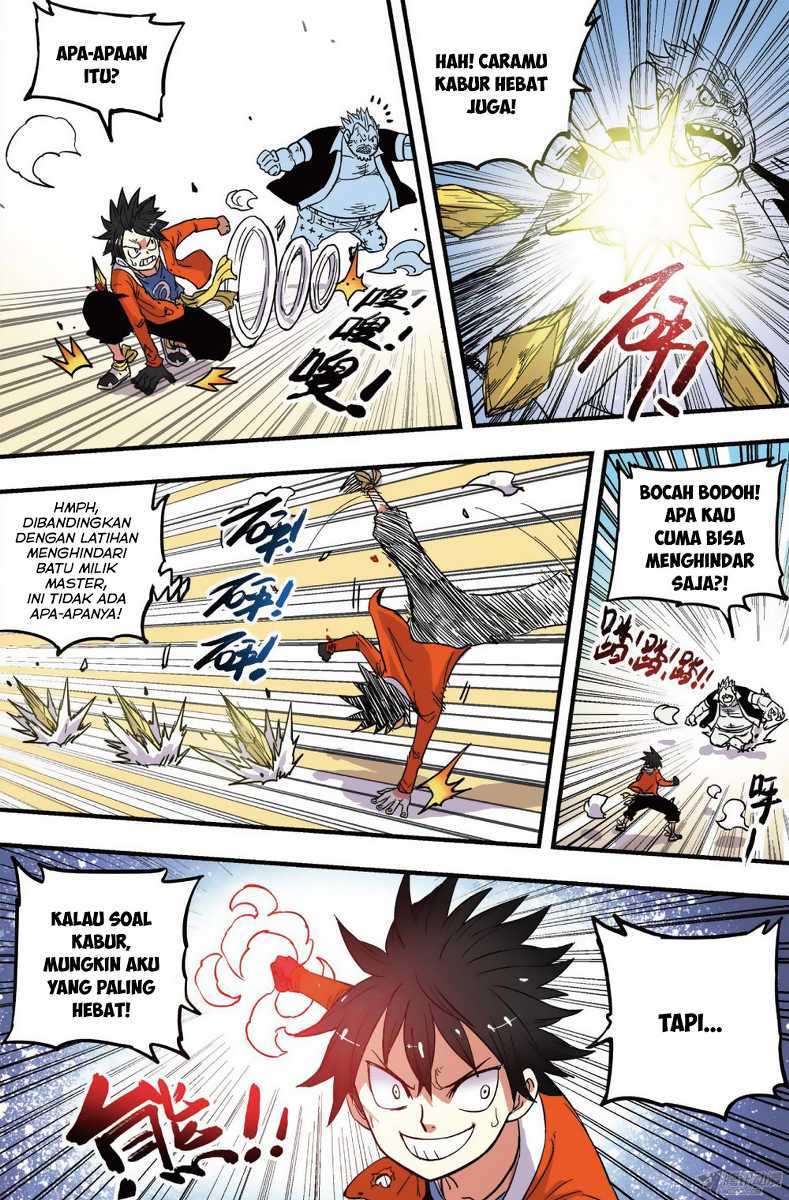 APA-APAAN
ITU?
HAH! CARAMU
KABUR HEBAT
JUGA!
嗖!
嗖!
嗖!
砰!
HMPH,
DIBANDINGKAN
DENGAN LATIHAN
MENGHINDARI
BATU MILIK
MASTER,
INI TIDAK ADA
APA-APANYA!
砰!
砰!
砰!
BOCAH BODOH!
APA KAU
CUMA BISA
MENGHINDAR
SAJA?!
踏!踏!踏!!
呼!
KALAU SOAL
KABUR,
MUNGKIN AKU
YANG PALING
HEBAT!
TAPI...
熊!!